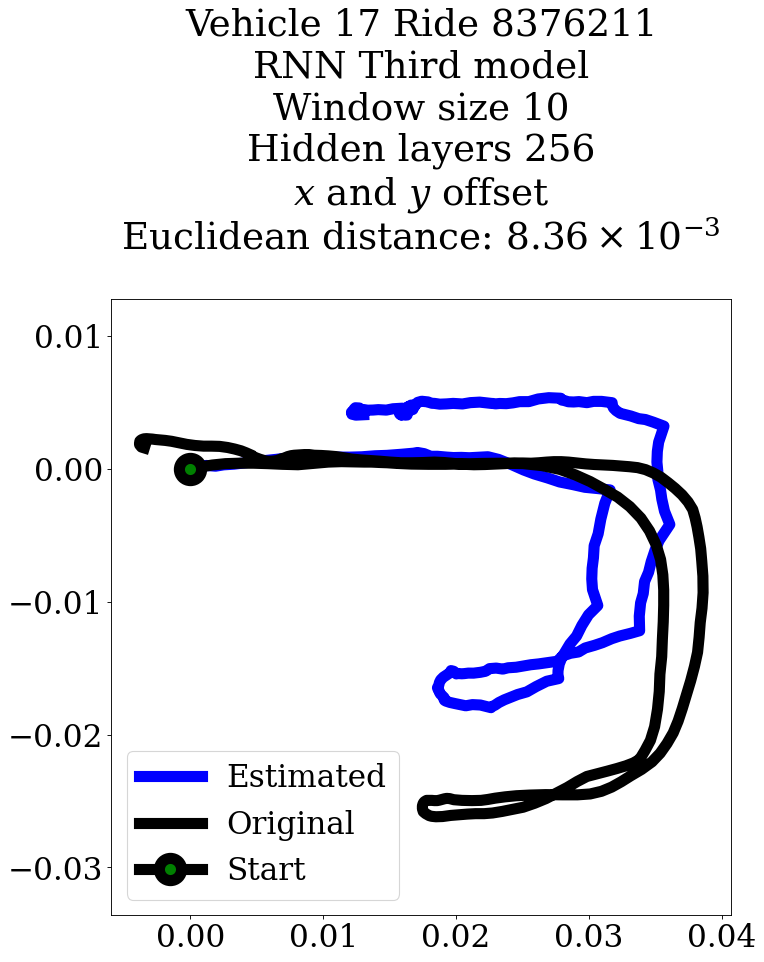 Vehicle 17 Ride 8376211
RNN Third model
Window size 10
Hidden layers 256
x and y offset
Euclidean distance: 8.36 × 10⁻³
0.01
0.00
−0.01
−0.02
−0.03
Estimated
Original
Start
0.00 0.01 0.02 0.03 0.04